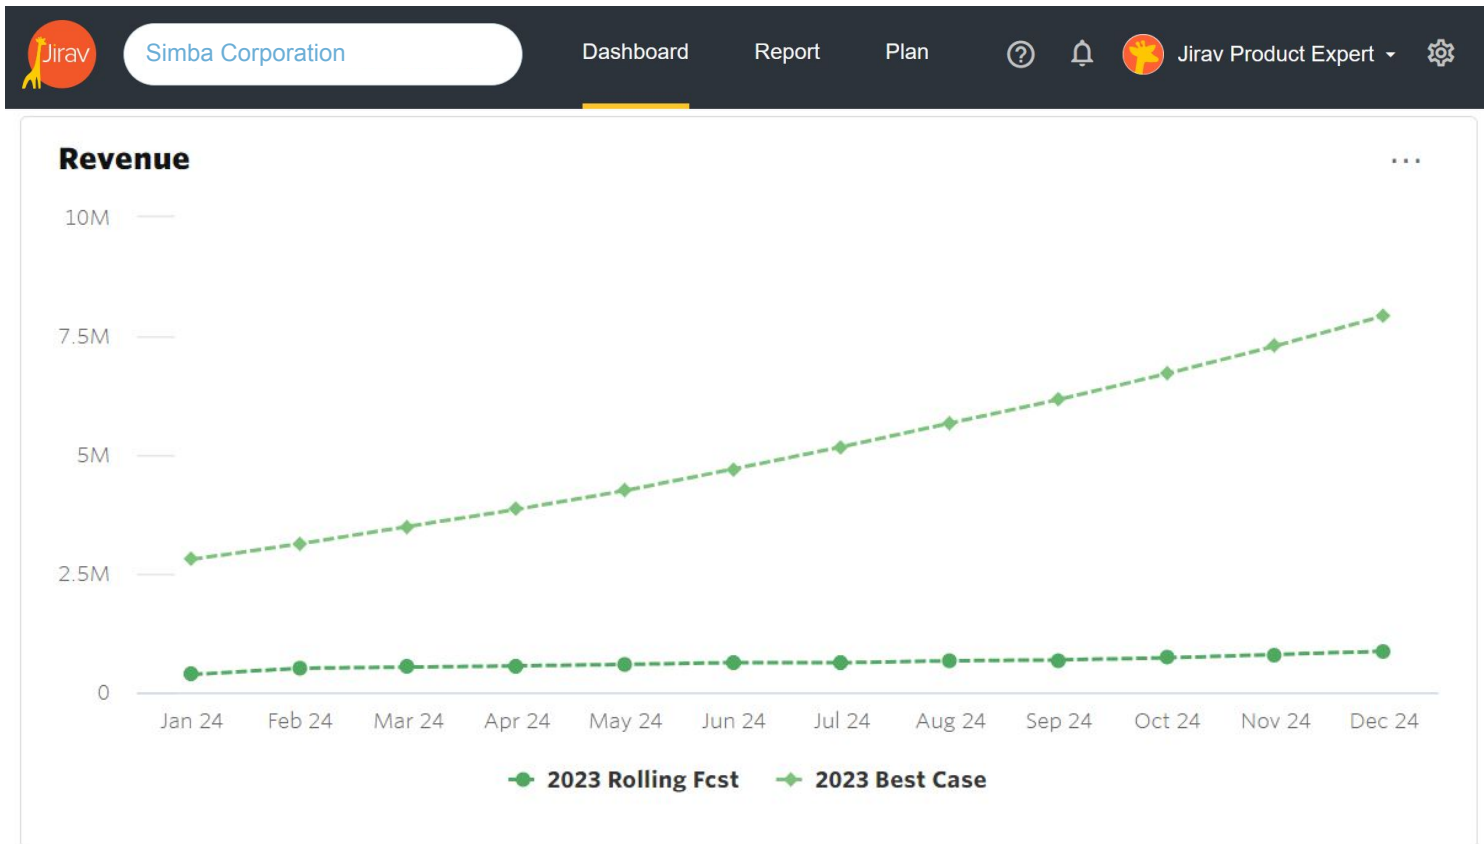 Jirav
Simba Corporation
Dashboard
Report
Plan
?
Jirav Product Expert
Revenue
...
10M
7.5M
5M
2.5M
0
Jan 24 Feb 24 Mar 24 Apr 24 May 24 Jun 24 Jul 24 Aug 24 Sep 24 Oct 24 Nov 24 Dec 24
2023 Rolling Fcst 2023 Best Case